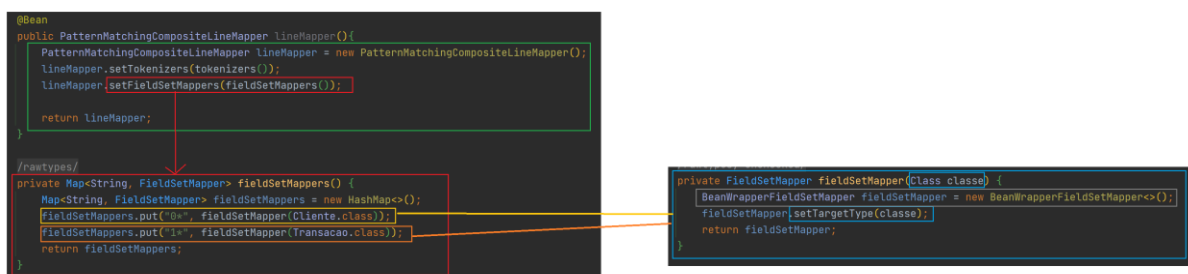 @Bean
public PatternMatchingCompositeLineMapper lineMapper(){
PatternMatchingCompositeLineMapper lineMapper = new PatternMatchingCompositeLineMapper();
lineMapper.setTokenizers(tokenizers());
lineMapper.setFieldSetMappers(fieldSetMappers());
return lineMapper;
}
/rawtypes/
private Map<String, FieldSetMapper> fieldSetMappers() {
Map<String, FieldSetMapper> fieldSetMappers = new HashMap<>();
fieldSetMappers.put("0*", fieldSetMapper(Cliente.class));
fieldSetMappers.put("1*", fieldSetMapper(Transacao.class));
return fieldSetMappers;
}
private FieldSetMapper fieldSetMapper(Class classe) {
BeanWrapperFieldSetMapper fieldSetMapper = new BeanWrapperFieldSetMapper<>();
fieldSetMapper.setTargetType(classe);
return fieldSetMapper;
}